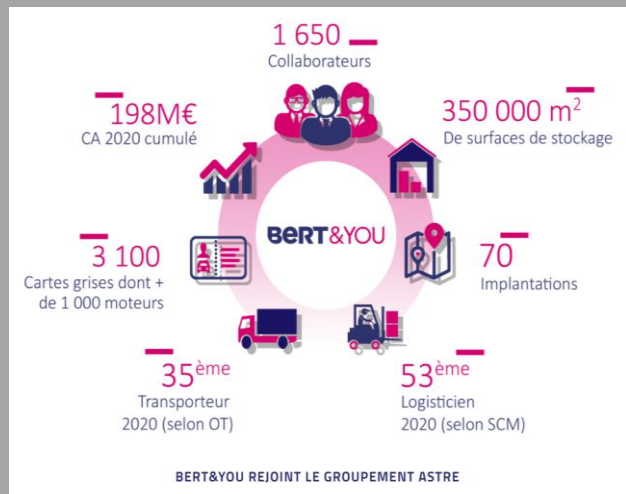 1 650
Collaborateurs
198M€
CA 2020 cumulé
350 000 m²
De surfaces de stockage
BERT&YOU
3 100
Cartes grises dont +
de 1 000 moteurs
70
Implantations
35ème
Transporteur
2020 (selon OT)
53ème
Logisticien
2020 (selon SCM)
BERT&YOU REJOINT LE GROUPEMENT ASTRE